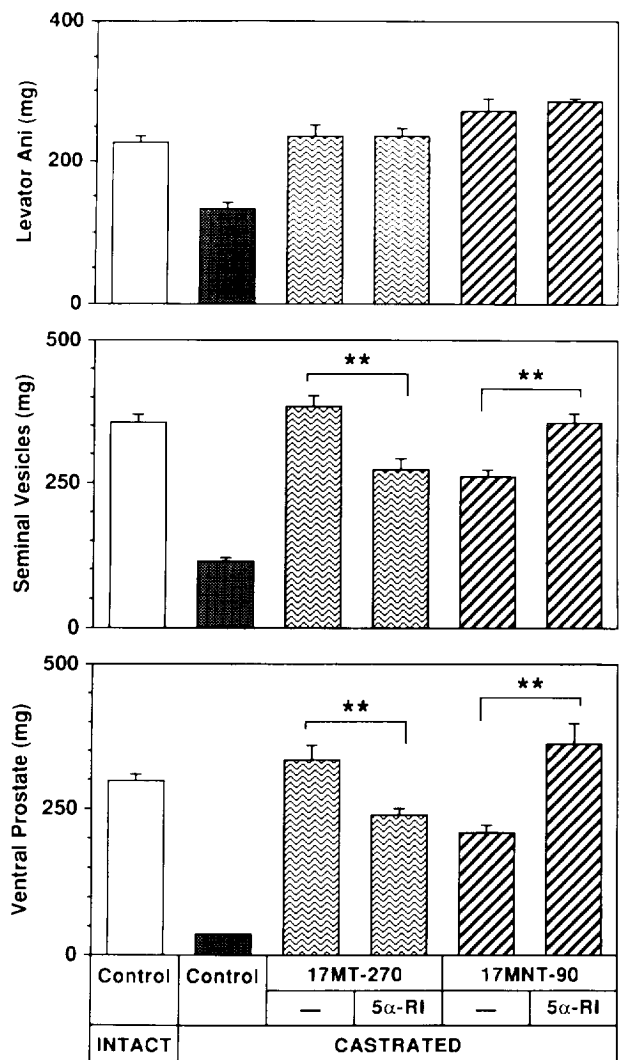 400
200
0
Levator Ani (mg)
500
250
0
Seminal Vesicles (mg)
**
**
500
250
0
Ventral Prostate (mg)
**
**
Control Control 17MT-270 17MNT-90
— 5α-RI — 5α-RI
INTACT CASTRATED